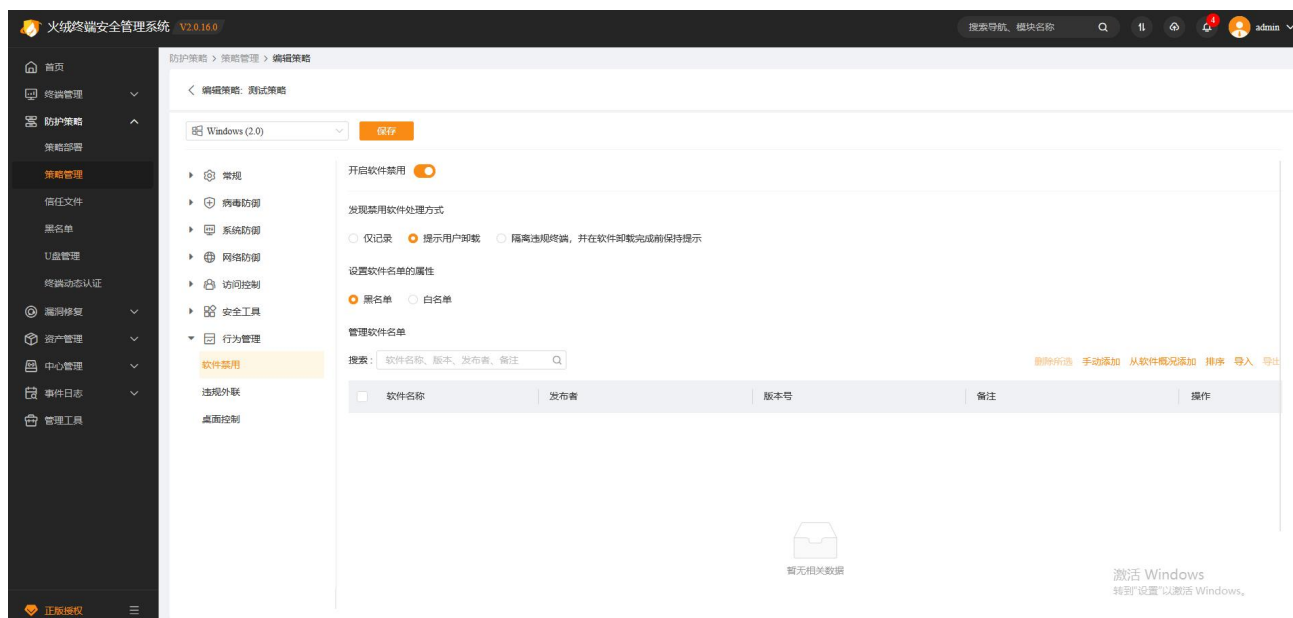 火绒终端安全管理系统 V2.0.16.0
搜索导航、模块名称
4
admin
首页
终端管理
防护策略
策略部署
策略管理
信任文件
黑名单
U盘管理
终端动态认证
漏洞修复
资产管理
中心管理
事件日志
管理工具
正版授权
防护策略 > 策略管理 > 编辑策略
编辑策略: 测试策略
Windows (2.0)
保存
常规
病毒防御
系统防御
网络防御
访问控制
安全工具
行为管理
软件禁用
违规外联
桌面控制
开启软件禁用
发现禁用软件处理方式
仅记录 提示用户卸载 隔离违规终端，并在软件卸载完成前保持提示
设置软件名单的属性
黑名单 白名单
管理软件名单
搜索: 软件名称、版本、发布者、备注
删除所选 手动添加 从软件概况添加 排序 导入 导出
软件名称 发布者 版本号 备注 操作
暂无相关数据
激活 Windows
转到"设置"以激活 Windows。